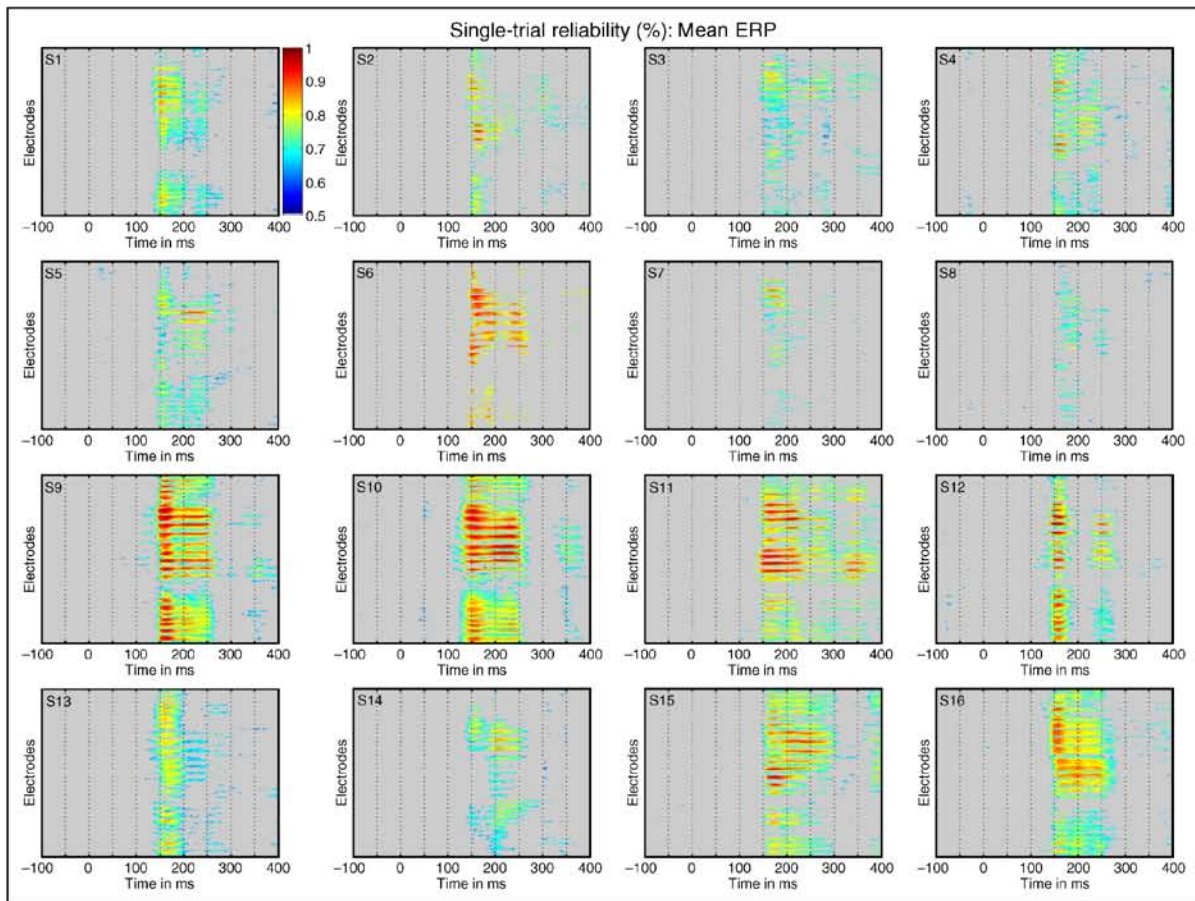 Single-trial reliability (%): Mean ERP
S1 S2 S3 S4
1
0.9
0.8
0.7
0.6
0.5
Electrodes Electrodes Electrodes Electrodes
−100 0 100 200 300 400 −100 0 100 200 300 400 −100 0 100 200 300 400 −100 0 100 200 300 400
Time in ms Time in ms Time in ms Time in ms
S5 S6 S7 S8
Electrodes Electrodes Electrodes Electrodes
−100 0 100 200 300 400 −100 0 100 200 300 400 −100 0 100 200 300 400 −100 0 100 200 300 400
Time in ms Time in ms Time in ms Time in ms
S9 S10 S11 S12
Electrodes Electrodes Electrodes Electrodes
−100 0 100 200 300 400 −100 0 100 200 300 400 −100 0 100 200 300 400 −100 0 100 200 300 400
Time in ms Time in ms Time in ms Time in ms
S13 S14 S15 S16
Electrodes Electrodes Electrodes Electrodes
−100 0 100 200 300 400 −100 0 100 200 300 400 −100 0 100 200 300 400 −100 0 100 200 300 400
Time in ms Time in ms Time in ms Time in ms